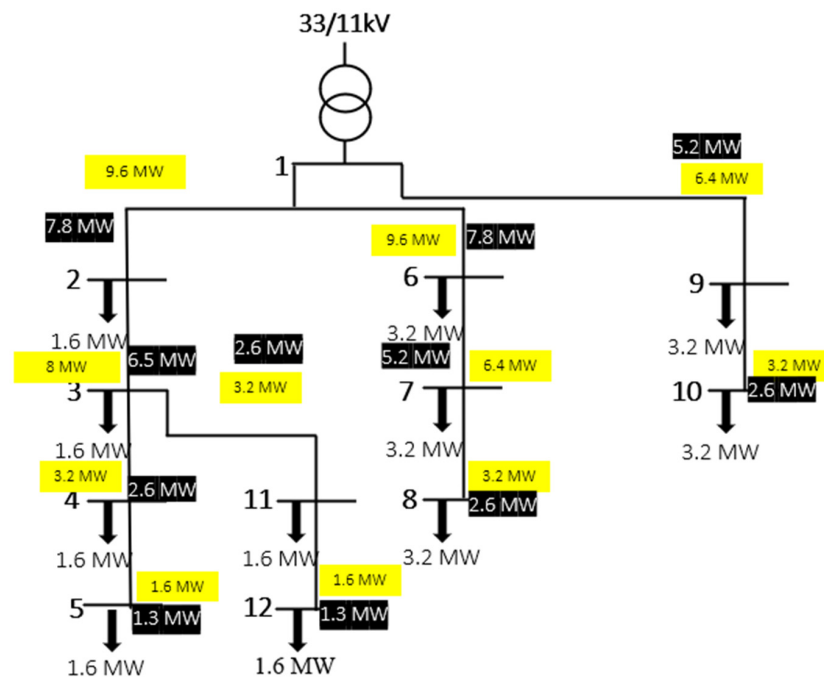 33/11kV
1
5.2 MW
9.6 MW
6.4 MW
7.8 MW
9.6 MW
7.8 MW
2
6
9
1.6 MW
3.2 MW
3.2 MW
2.6 MW
6.5 MW
5.2 MW
8 MW
6.4 MW
3.2 MW
3.2 MW
3
7
10
2.6 MW
1.6 MW
3.2 MW
3.2 MW
3.2 MW
3.2 MW
2.6 MW
4
11
8
2.6 MW
1.6 MW
1.6 MW
3.2 MW
1.6 MW
1.6 MW
5
12
1.3 MW
1.3 MW
1.6 MW
1.6 MW